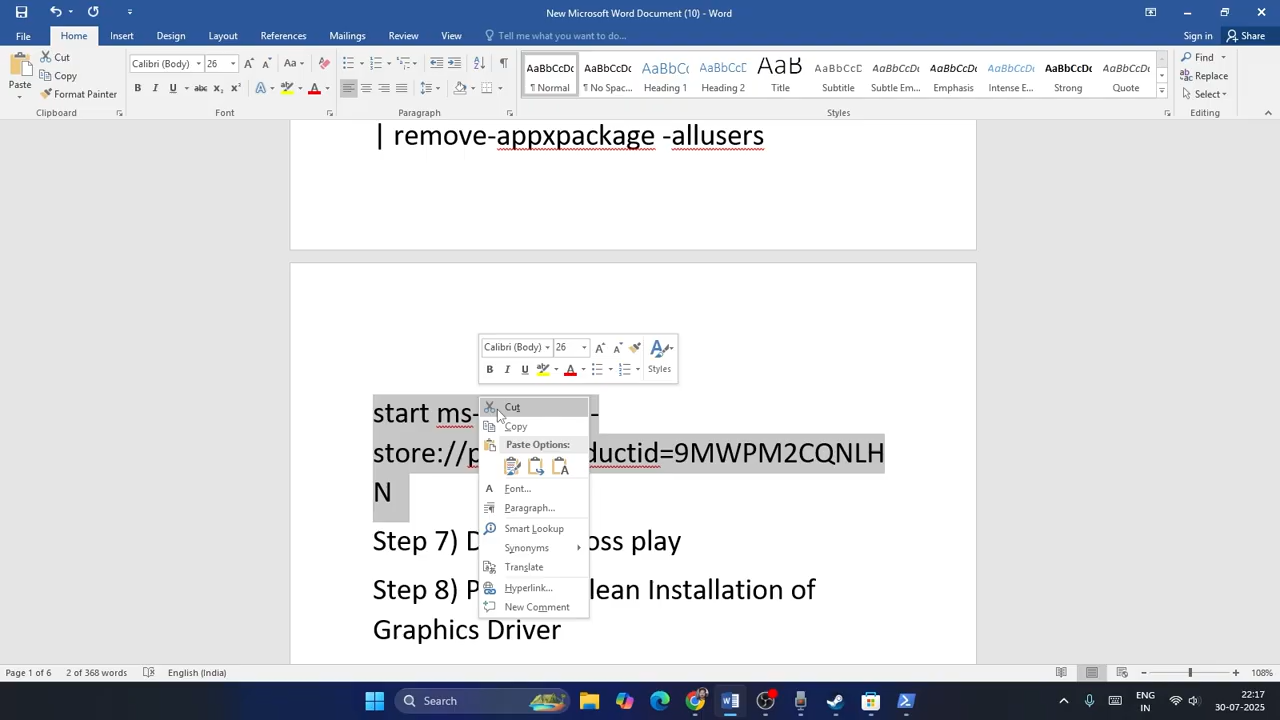 New Microsoft Word Document (10) - Word
File Home Insert Design Layout References Mailings Review View Tell me what you want to do... Sign in Share
Paste Cut Copy Format Painter
Calibri (Body) 26
AaBbCcDc AaBbCcDc AaBbCc AaBbCcE AaB AaBbCcD AaBbCcDc AaBbCcDc AaBbCcDc AaBbCcDc
¶ Normal ¶ No Spac... Heading 1 Heading 2 Title Subtitle Subtle Em... Emphasis Intense E... Strong Quote
Find
Replace
Select
Clipboard Font Paragraph Styles Editing
| remove-appxpackage -allusers
Calibri (Body) 26
Styles
start ms-
-
store://p
ductid=9MWPM2CQNLH
N
Cut
Copy
Paste Options:
Font...
Paragraph...
Smart Lookup
Synonyms
Translate
Hyperlink...
New Comment
Step 7) D
oss play
Step 8) P
lean Installation of
Graphics Driver
Page 1 of 6 2 of 368 words English (India) 108%
Search
ENG
IN
22:17
30-07-2025